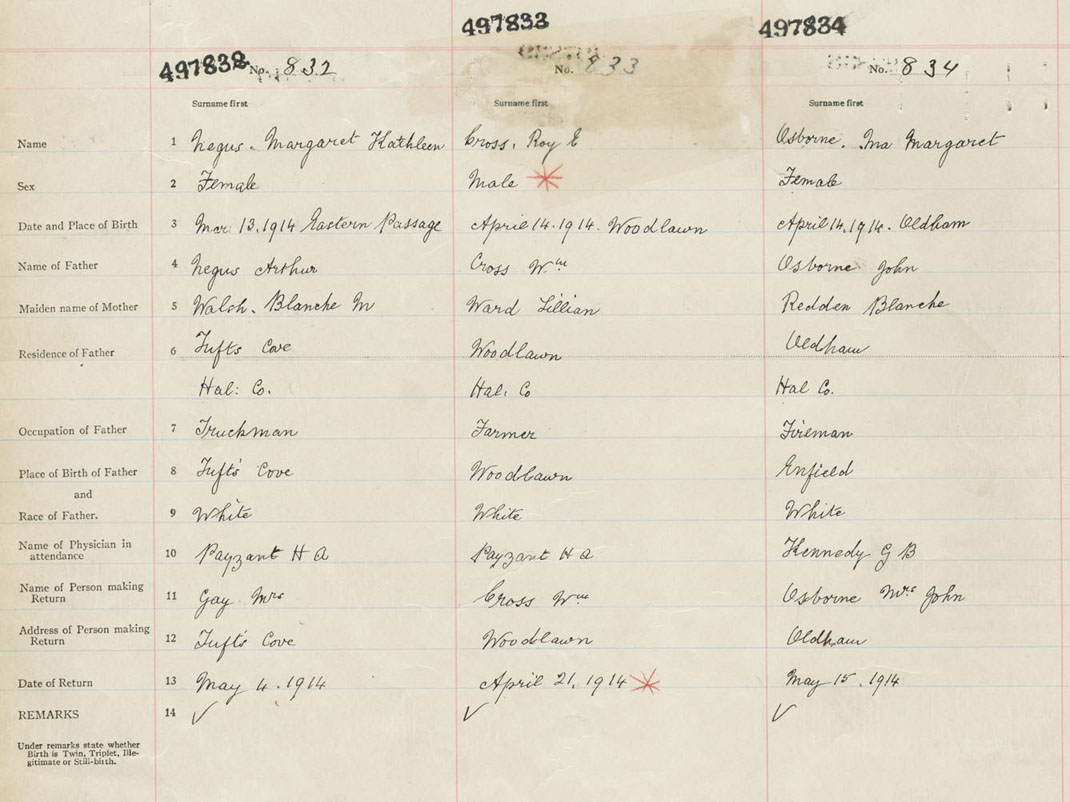 497832 497833 497834
No. 832 No. 833 No. 834
Surname first Surname first Surname first
Name 1 Negus. Margaret Kathleen Cross, Roy E Osborne. Ina Margaret
Sex 2 Female Male Female
Date and Place of Birth 3 Mar 13.1914 Eastern Passage April 14.1914. Woodlawn April 14.1914. Oldham
Name of Father 4 Negus Arthur Cross Wm Osborne John
Maiden name of Mother 5 Walsh. Blanche M Ward Lillian Redden Blanche
Residence of Father 6 Tufts Cove Woodlawn Oldham
Hal: Co. Hal. Co Hal Co.
Occupation of Father 7 Truckman Farmer Fireman
Place of Birth of Father 8 Tuft's Cove Woodlawn Enfield
and
Race of Father. 9 White White White
Name of Physician in
attendance 10 Payzant H A Payzant H A Kennedy G B
Name of Person making
Return 11 Gay Mrs Cross Wm Osborne Mrs John
Address of Person making
Return 12 Tuft's Cove Woodlawn Oldham
Date of Return 13 May 4.1914 April 21, 1914 May 15.1914
REMARKS 14 ✓ ✓ ✓
Under remarks state whether
Birth is Twin, Triplet, Ille-
gitimate or Still-birth.